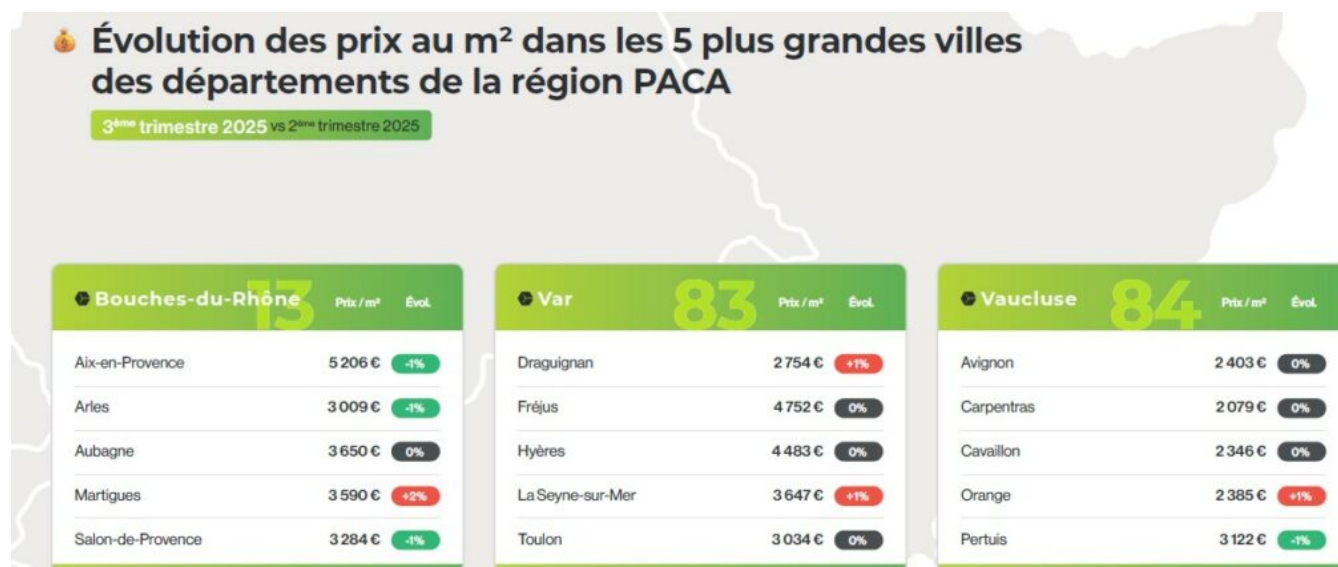 Évolution des prix au m² dans les 5 plus grandes villes
des départements de la région PACA
3ème trimestre 2025 vs 2ème trimestre 2025
Bouches-du-Rhône 13 Prix / m² Évol.
Aix-en-Provence 5 206 € -1%
Arles 3 009 € -1%
Aubagne 3 650 € 0%
Martigues 3 590 € +2%
Salon-de-Provence 3 284 € -1%
Var 83 Prix / m² Évol.
Draguignan 2 754 € +1%
Fréjus 4 752 € 0%
Hyères 4 483 € 0%
La Seyne-sur-Mer 3 647 € +1%
Toulon 3 034 € 0%
Vaucluse 84 Prix / m² Évol.
Avignon 2 403 € 0%
Carpentras 2 079 € 0%
Cavaillon 2 346 € 0%
Orange 2 385 € +1%
Pertuis 3 122 € -1%